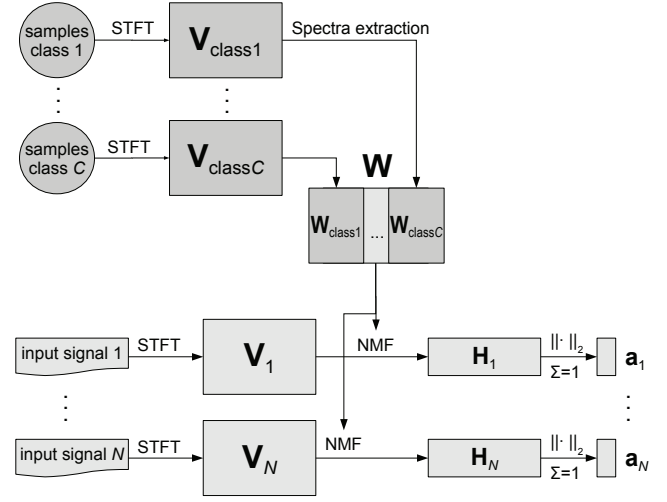 samples
class 1
STFT
V class1
Spectra extraction
samples
class C
STFT
V classC
W
W class1
...
W classC
input signal 1
STFT
V 1
NMF
H 1
||· || 2
Σ=1
a 1
input signal N
STFT
V N
NMF
H N
||· || 2
Σ=1
a N